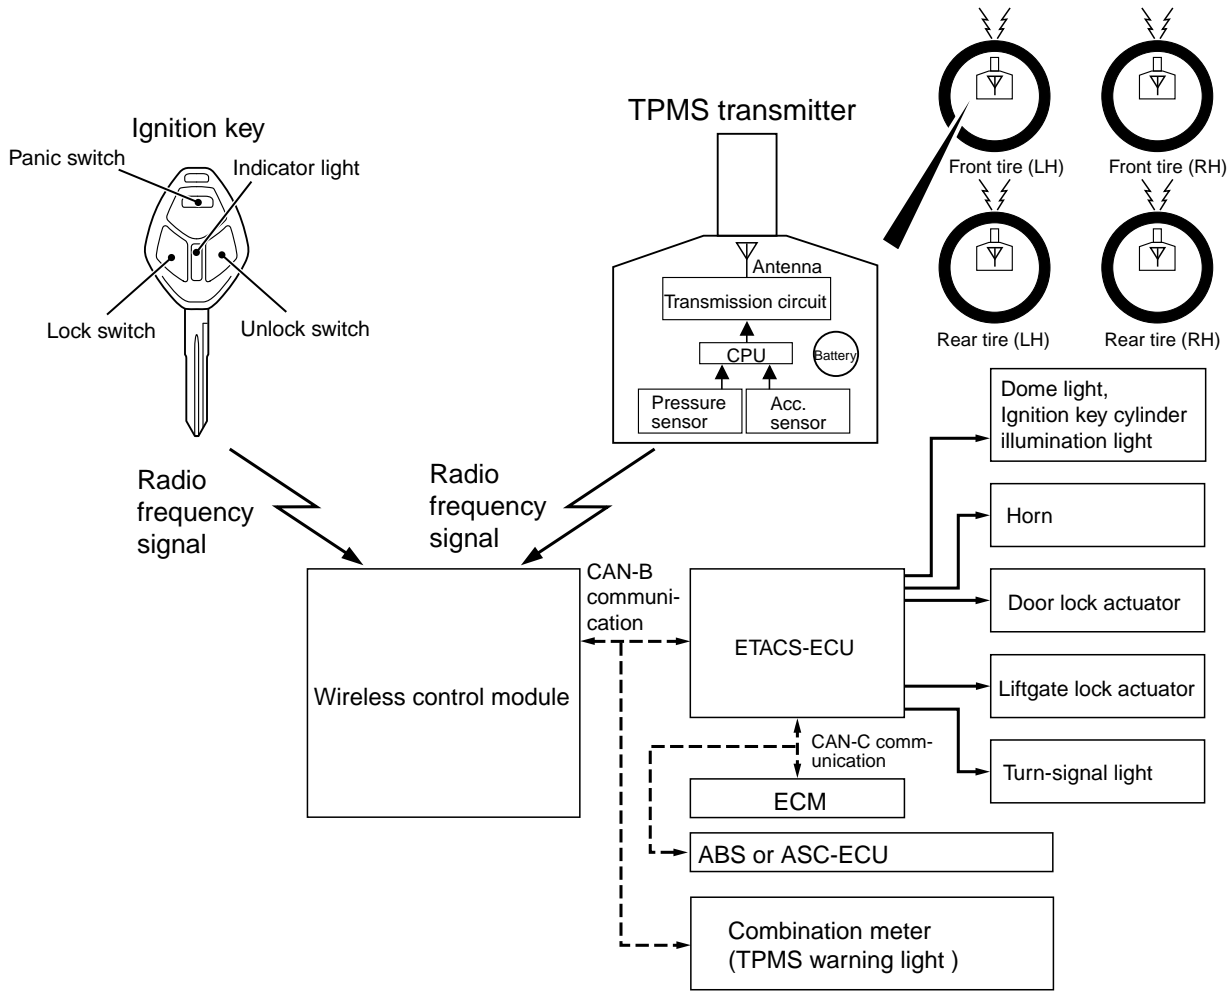 Ignition key
Panic switch
Indicator light
Lock switch
Unlock switch
TPMS transmitter
Antenna
Transmission circuit
CPU
Battery
Pressure
sensor
Acc.
sensor
Front tire (LH)
Front tire (RH)
Rear tire (LH)
Rear tire (RH)
Radio
frequency
signal
Radio
frequency
signal
Wireless control module
CAN-B
communi-
cation
ETACS-ECU
Dome light,
Ignition key cylinder
illumination light
Horn
Door lock actuator
Liftgate lock actuator
Turn-signal light
CAN-C comm-
unication
ECM
ABS or ASC-ECU
Combination meter
(TPMS warning light )